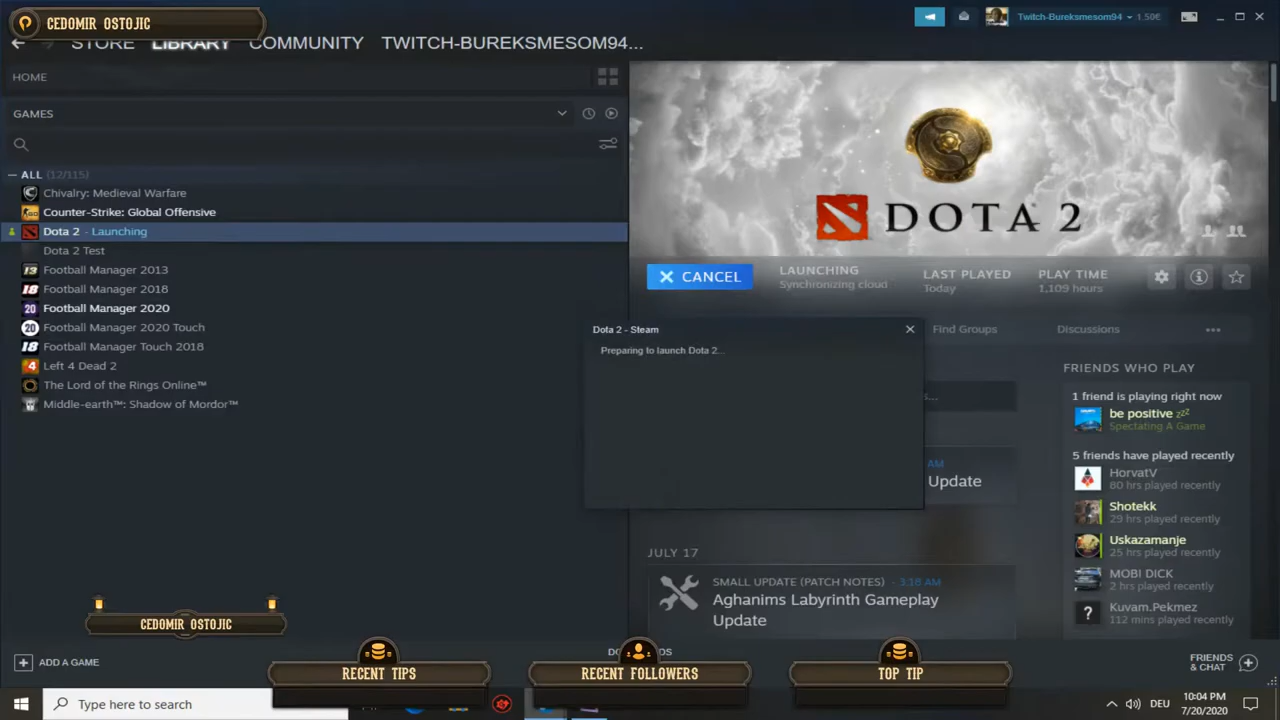 CEDOMIR OSTOJIC
Twitch-Bureksmesom94
1.50€
STORE LIBRARY COMMUNITY TWITCH-BUREKSMESOM94...
HOME
GAMES
ALL (12/115)
Chivalry: Medieval Warfare
Counter-Strike: Global Offensive
Dota 2 - Launching
Dota 2 Test
Football Manager 2013
Football Manager 2018
Football Manager 2020
Football Manager 2020 Touch
Football Manager Touch 2018
Left 4 Dead 2
The Lord of the Rings Online™
Middle-earth™: Shadow of Mordor™
DOTA 2
CANCEL
LAUNCHING
Synchronizing cloud
LAST PLAYED
Today
PLAY TIME
1,109 hours
Dota 2 - Steam
Preparing to launch Dota 2...
Find Groups
Discussions
AM
Update
JULY 17
SMALL UPDATE (PATCH NOTES) - 3:18 AM
Aghanims Labyrinth Gameplay
Update
FRIENDS WHO PLAY
1 friend is playing right now
be positive zzz
Spectating A Game
5 friends have played recently
HorvatV
80 hrs played recently
Shotekk
29 hrs played recently
Uskazamanje
25 hrs played recently
MOBI DICK
2 hrs played recently
Kuvam.Pekmez
112 mins played recently
CEDOMIR OSTOJIC
ADD A GAME
FRIENDS
& CHAT
RECENT TIPS
RECENT FOLLOWERS
TOP TIP
Type here to search
DEU
10:04 PM
7/20/2020